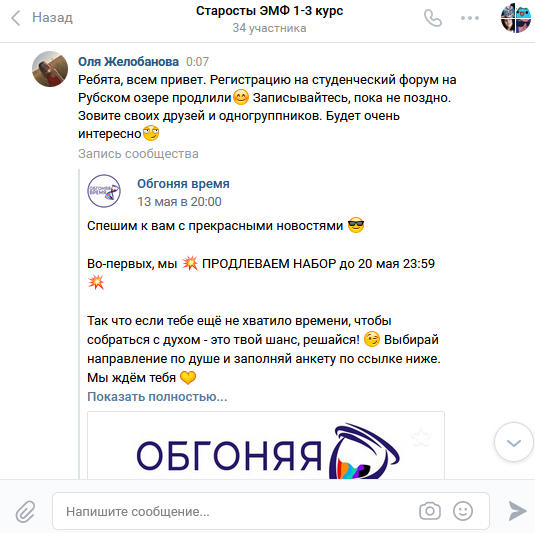 Назад
Старосты ЭМФ 1-3 курс
34 участника
Оля Желобанова 0:07
Ребята, всем привет. Регистрацию на студенческий форум на
Рубском озере продлили😊 Записывайтесь, пока не поздно.
Зовите своих друзей и одногруппников. Будет очень
интересно🙄
Запись сообщества
ОБГОНЯЯ
ВРЕМЯ
Обгоняя время
13 мая в 20:00
Спешим к вам с прекрасными новостями 😎
Во-первых, мы 💥 ПРОДЛЕВАЕМ НАБОР до 20 мая 23:59
💥
Так что если тебе ещё не хватило времени, чтобы
собраться с духом - это твой шанс, решайся! 😉 Выбирай
направление по душе и заполняй анкету по ссылке ниже.
Мы ждём тебя 💛
Показать полностью...
ОБГОНЯЯ
Напишите сообщение...